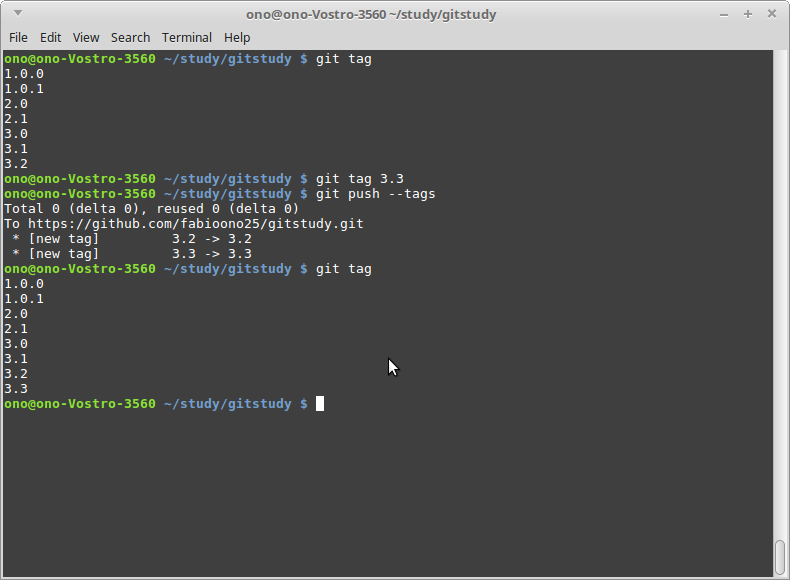 ono@ono-Vostro-3560 ~/study/gitstudy
File Edit View Search Terminal Help
ono@ono-Vostro-3560 ~/study/gitstudy $ git tag
1.0.0
1.0.1
2.0
2.1
3.0
3.1
3.2
ono@ono-Vostro-3560 ~/study/gitstudy $ git tag 3.3
ono@ono-Vostro-3560 ~/study/gitstudy $ git push --tags
Total 0 (delta 0), reused 0 (delta 0)
To https://github.com/fabioono25/gitstudy.git
 * [new tag]         3.2 -> 3.2
 * [new tag]         3.3 -> 3.3
ono@ono-Vostro-3560 ~/study/gitstudy $ git tag
1.0.0
1.0.1
2.0
2.1
3.0
3.1
3.2
3.3
ono@ono-Vostro-3560 ~/study/gitstudy $